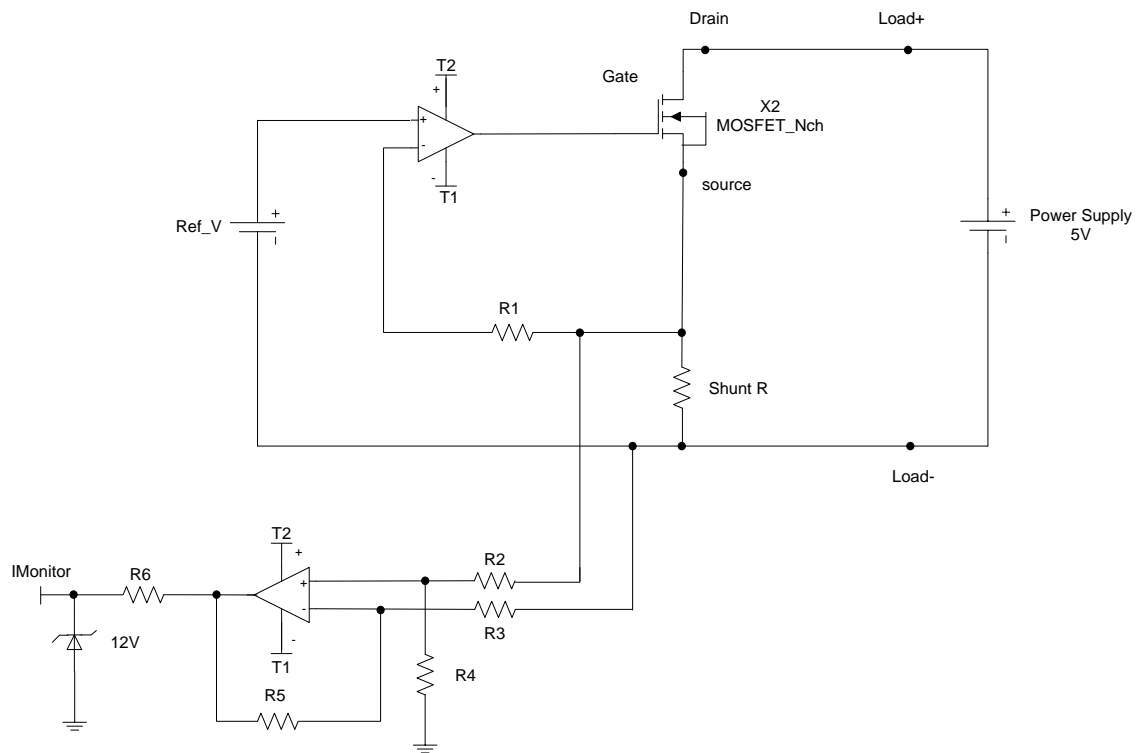 Drain
Load+
T2
+
Gate
X2
MOSFET_Nch
+
-
-
T1
source
Ref_V
+
-
Power Supply
5V
+
-
R1
Shunt R
Load-
T2
+
IMonitor
R6
R2
+
-
R3
12V
-
T1
R4
R5